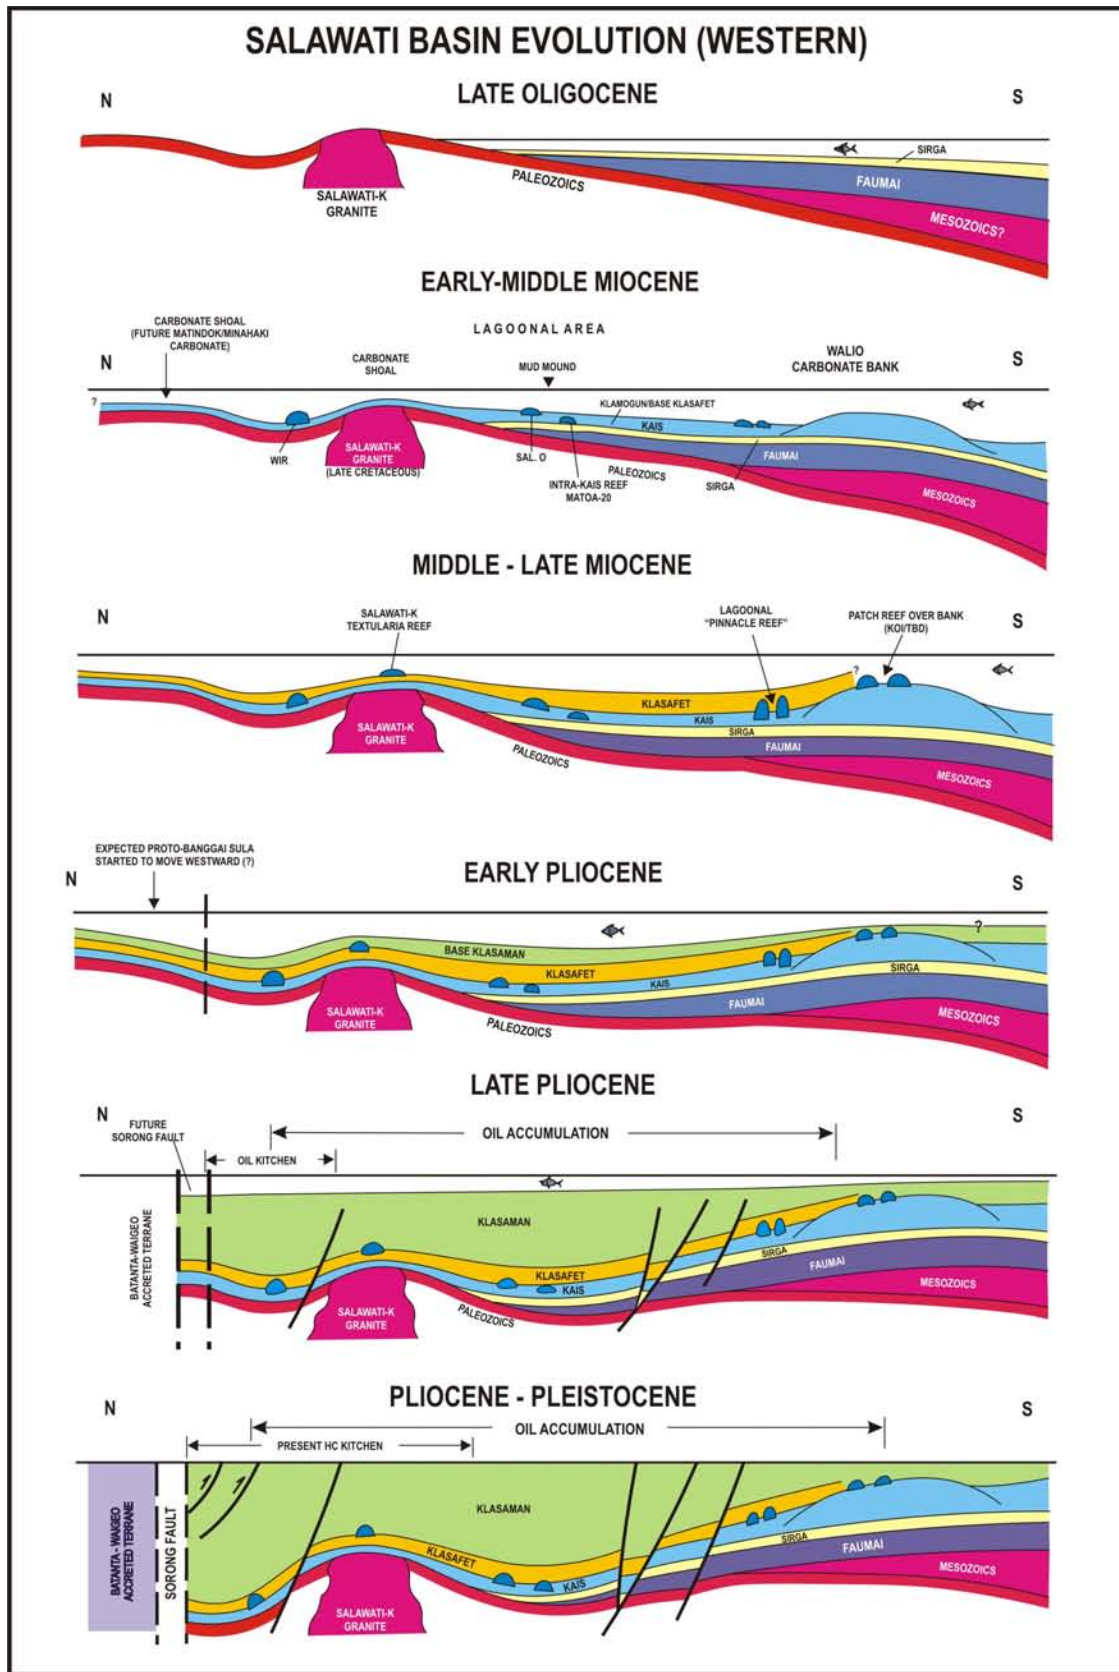 SALAWATI BASIN EVOLUTION (WESTERN)
LATE OLIGOCENE
N
S
SIRGA
FAUMAI
PALEOZOICS
SALAWATI-K
GRANITE
MESOZOICS?
EARLY-MIDDLE MIOCENE
CARBONATE SHOAL
(FUTURE MATINDOK/MINAHAKI
CARBONATE)
LAGOONAL AREA
N
CARBONATE
SHOAL
MUD MOUND
WALIO
CARBONATE BANK
S
?
KLAMOGUN/BASE KLASAFET
KAIS
WIR
SALAWATI-K
GRANITE
(LATE CRETACEOUS)
SAL. O
FAUMAI
PALEOZOICS
INTRA-KAIS REEF
MATOA-20
SIRGA
MESOZOICS
MIDDLE - LATE MIOCENE
N
SALAWATI-K
TEXTULARIA REEF
LAGOONAL
"PINNACLE REEF"
PATCH REEF OVER BANK
(KOI/TBD)
S
?
KLASAFET
KAIS
SALAWATI-K
GRANITE
SIRGA
FAUMAI
PALEOZOICS
MESOZOICS
EXPECTED PROTO-BANGGAI SULA
STARTED TO MOVE WESTWARD (?)
EARLY PLIOCENE
N
S
?
BASE KLASAMAN
KLASAFET
SIRGA
KAIS
FAUMAI
SALAWATI-K
GRANITE
PALEOZOICS
MESOZOICS
LATE PLIOCENE
N
S
FUTURE
SORONG FAULT
OIL ACCUMULATION
OIL KITCHEN
BATANTA-WAIGEO
ACCRETED TERRANE
KLASAMAN
SIRGA
FAUMAI
KLASAFET
KAIS
MESOZOICS
SALAWATI-K
GRANITE
PALEOZOICS
PLIOCENE - PLEISTOCENE
N
S
OIL ACCUMULATION
PRESENT HC KITCHEN
BATANTA - WAIGEO
ACCRETED TERRANE
SORONG FAULT
KLASAMAN
SIRGA
FAUMAI
KLASAFET
KAIS
MESOZOICS
SALAWATI-K
GRANITE